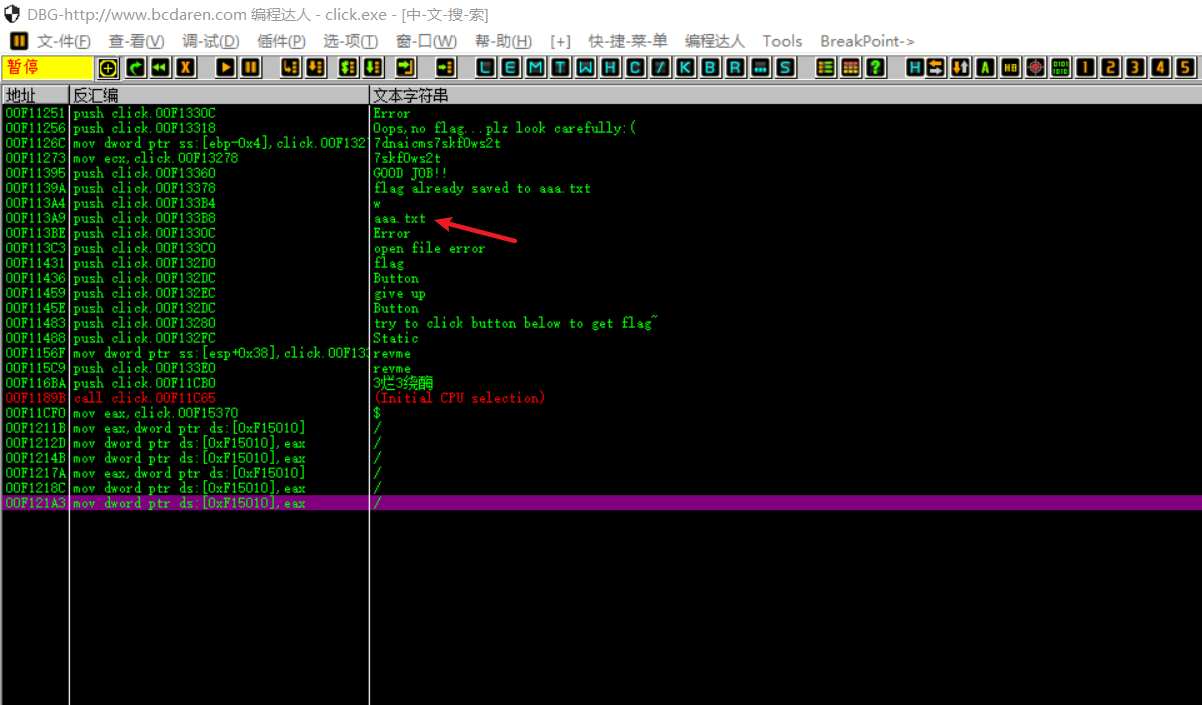 DBG-http://www.bcdaren.com 编程达人 - click.exe - [中-文-搜-索]
文-件(F) 查-看(V) 调-试(D) 插件(P) 选-项(T) 窗-口(W) 帮-助(H) [+] 快-捷-菜-单 编程达人 Tools BreakPoint->
暂停 L E M T W H C / K B R ... S ? H A HB 0101 1010 1 2 3 4 5
地址 反汇编 文本字符串
00F11251 push click.00F1330C Error
00F11256 push click.00F13318 Oops,no flag...plz look carefully:(
00F1126C mov dword ptr ss:[ebp-0x4],click.00F1327 7dnaicms7skf0ws2t
00F11273 mov ecx,click.00F13278 7skf0ws2t
00F11395 push click.00F13360 GOOD JOB!!
00F1139A push click.00F13378 flag already saved to aaa.txt
00F113A4 push click.00F133B4 w
00F113A9 push click.00F133B8 aaa.txt
00F113BE push click.00F1330C Error
00F113C3 push click.00F133C0 open file error
00F11431 push click.00F132D0 flag
00F11436 push click.00F132DC Button
00F11459 push click.00F132EC give up
00F1145E push click.00F132DC Button
00F11483 push click.00F13280 try to click button below to get flag~
00F11488 push click.00F132FC Static
00F1156F mov dword ptr ss:[esp+0x38],click.00F133 revme
00F115C9 push click.00F133E0 revme
00F116BA push click.00F11CB0 3烂3绕酶
00F1189B call click.00F11C65 (Initial CPU selection)
00F11CF0 mov eax,click.00F15370 $
00F1211B mov eax,dword ptr ds:[0xF15010] /
00F1212D mov dword ptr ds:[0xF15010],eax /
00F1214B mov dword ptr ds:[0xF15010],eax /
00F1217A mov eax,dword ptr ds:[0xF15010] /
00F1218C mov dword ptr ds:[0xF15010],eax /
00F121A3 mov dword ptr ds:[0xF15010],eax /